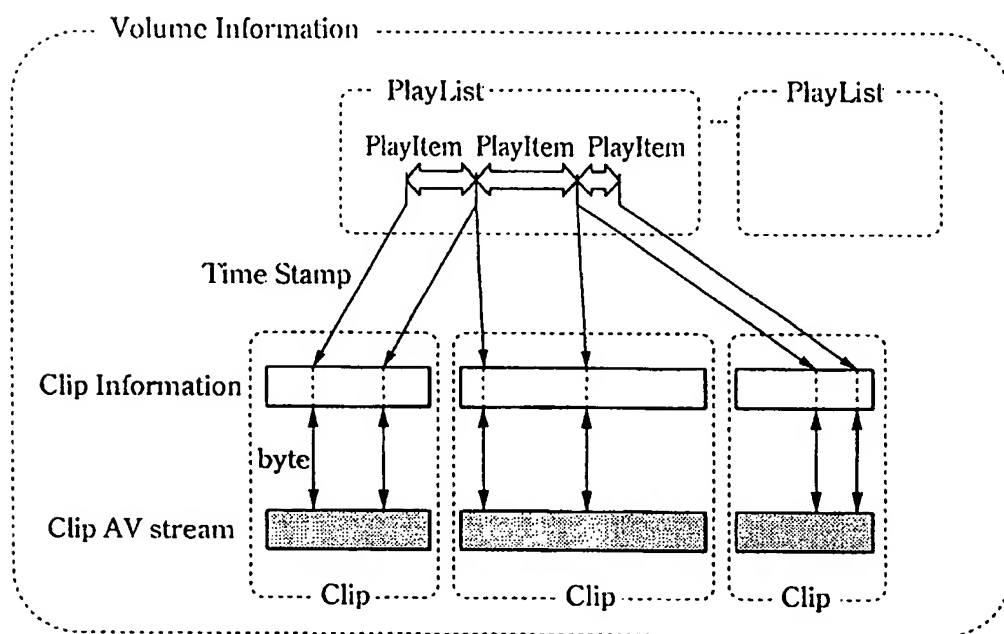 Volume Information
PlayList
PlayList
...
PlayItem PlayItem PlayItem
Time Stamp
Clip Information
byte
Clip AV stream
Clip
Clip
Clip